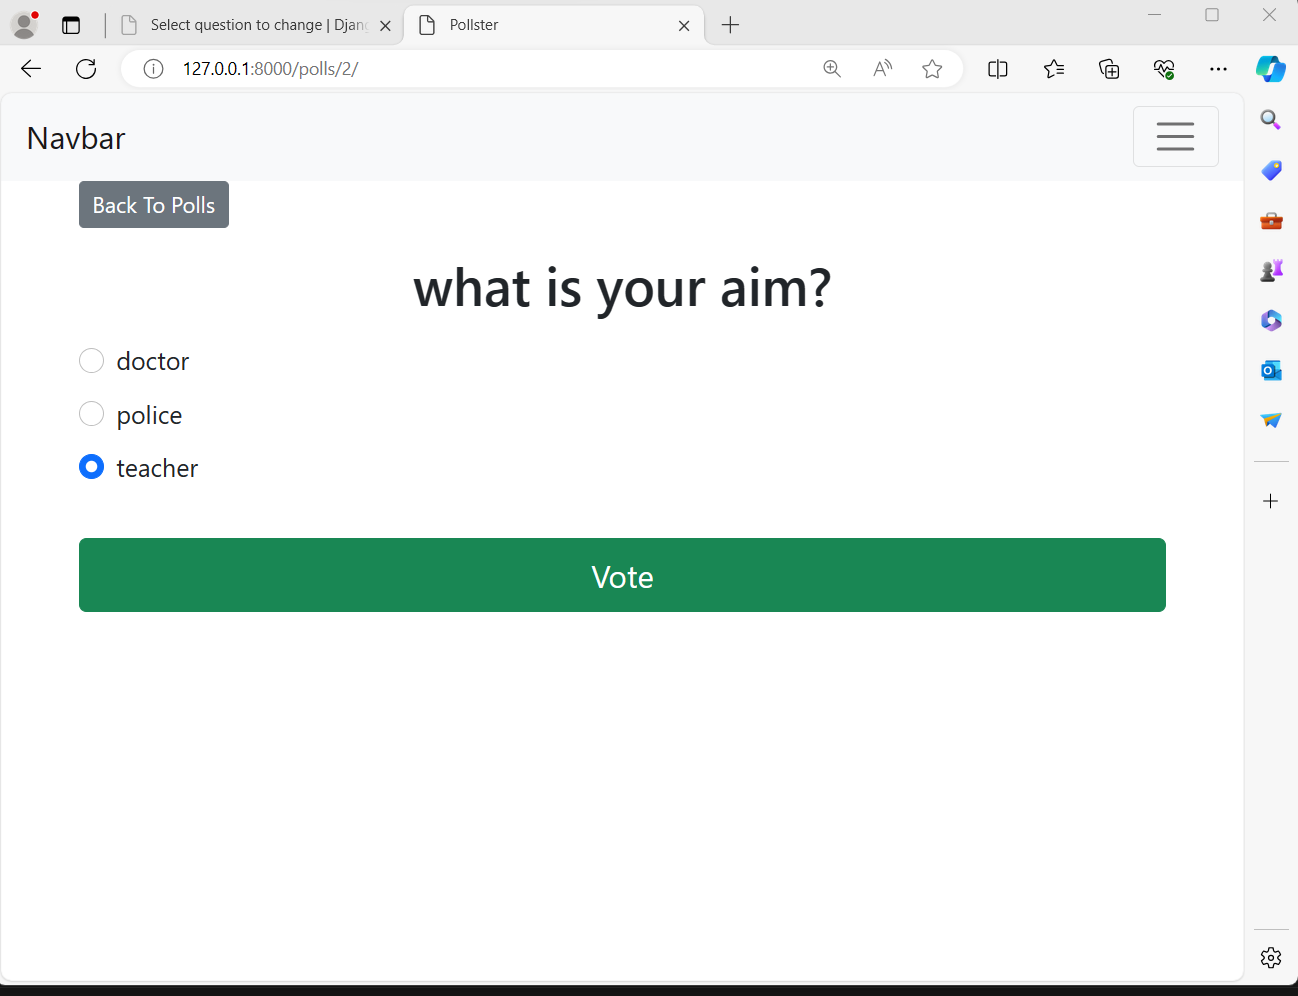 Select question to change | Djan
Pollster
127.0.0.1:8000/polls/2/
Navbar
Back To Polls
what is your aim?
doctor
police
teacher
Vote